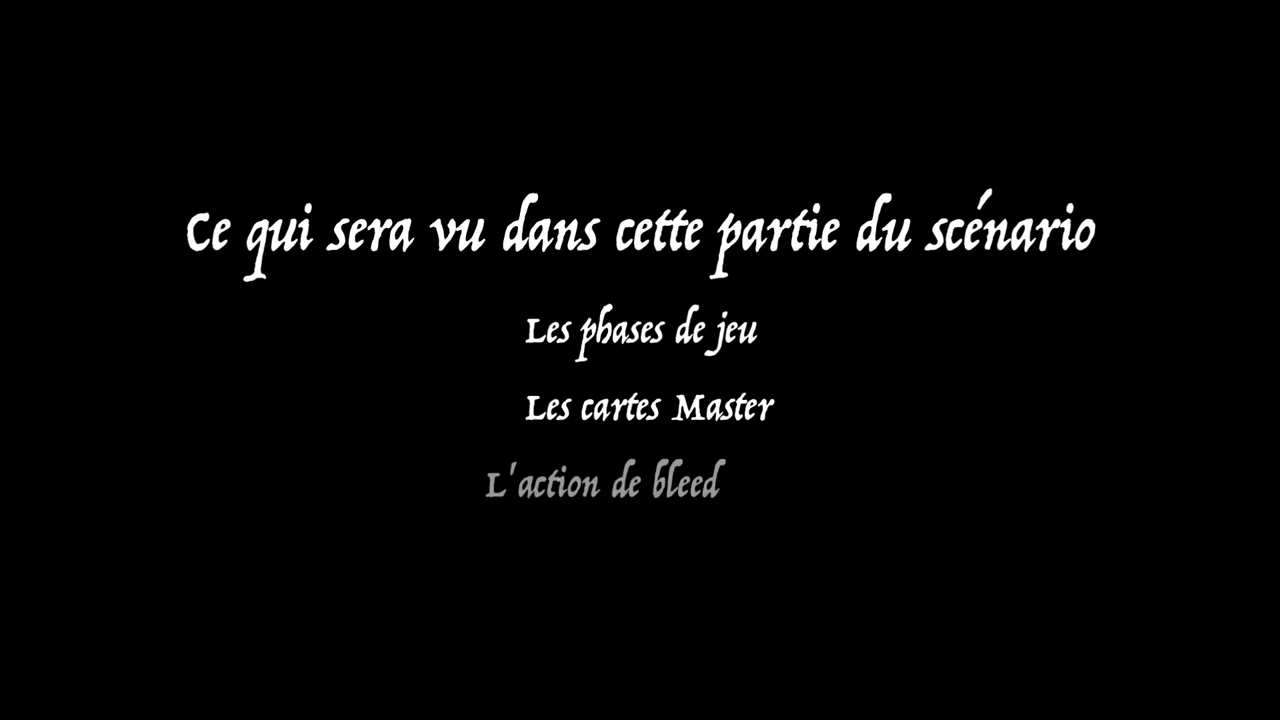 Ce qui sera vu dans cette partie du scénario
Les phases de jeu
Les cartes Master
L'action de bleed